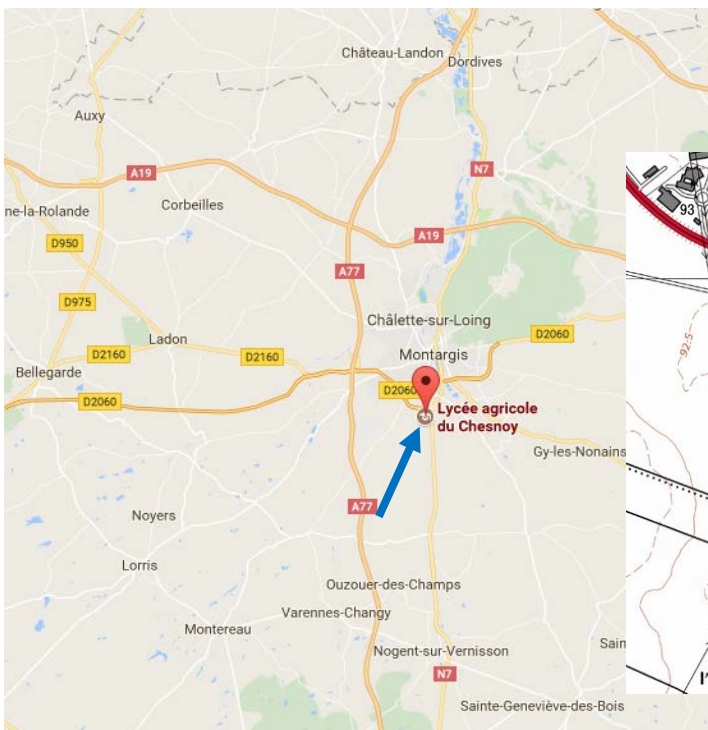 Château-Landon
Dordives
Auxy
A19
N7
ne-la-Rolande
Corbeilles
D950
A19
A77
D975
Châlette-sur-Loing
Ladon
D2060
D2160
D2160
Montargis
Bellegarde
D2060
D2060
Lycée agricole
du Chesnoy
Gy-les-Nonains
A77
Noyers
Lorris
Ouzouer-des-Champs
Varennes-Changy
Montereau
Nogent-sur-Vernisson
Sain
N7
Sainte-Geneviève-des-Bois
93
92.5
l'